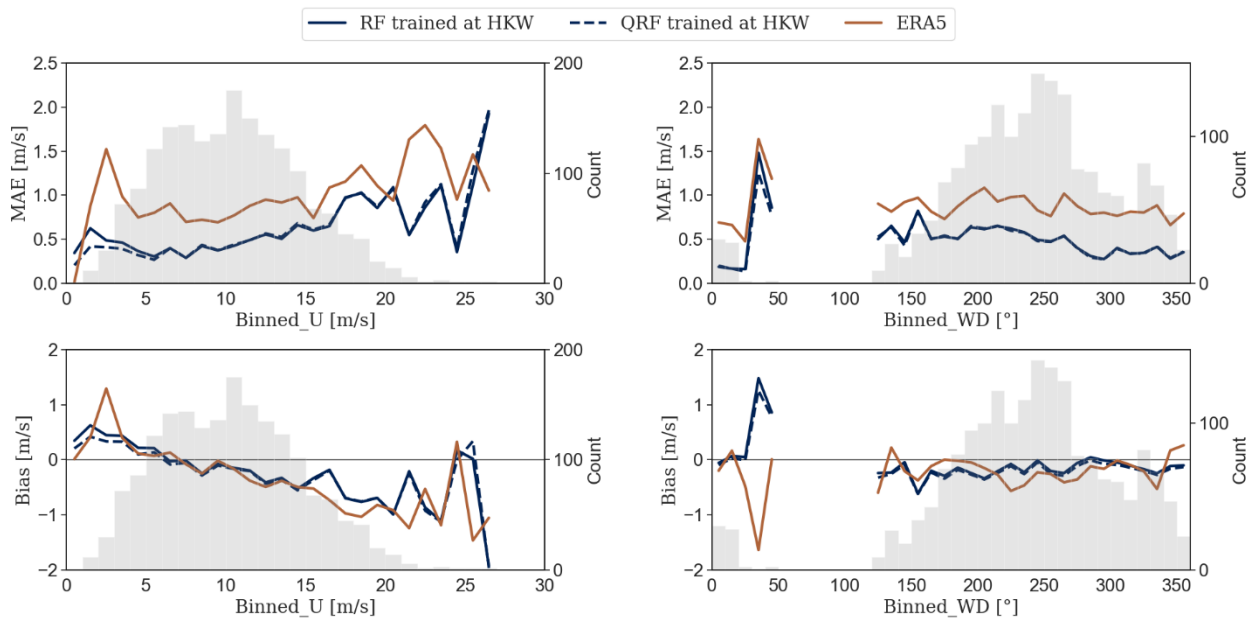 RF trained at HKW QRF trained at HKW ERA5
2.5 200 2.5
2.0 2.0
1.5 1.5
MAE [m/s] 100 Count MAE [m/s] 100 Count
1.0 1.0
0.5 0.5
0.0 0 0.0 0
0 5 10 15 20 25 30 0 50 100 150 200 250 300 350
Binned_U [m/s] Binned_WD [°]
2 200 2
1 1
Bias [m/s] 0 100 Count Bias [m/s] 0 100 Count
−1 −1
−2 0 −2 0
0 5 10 15 20 25 30 0 50 100 150 200 250 300 350
Binned_U [m/s] Binned_WD [°]